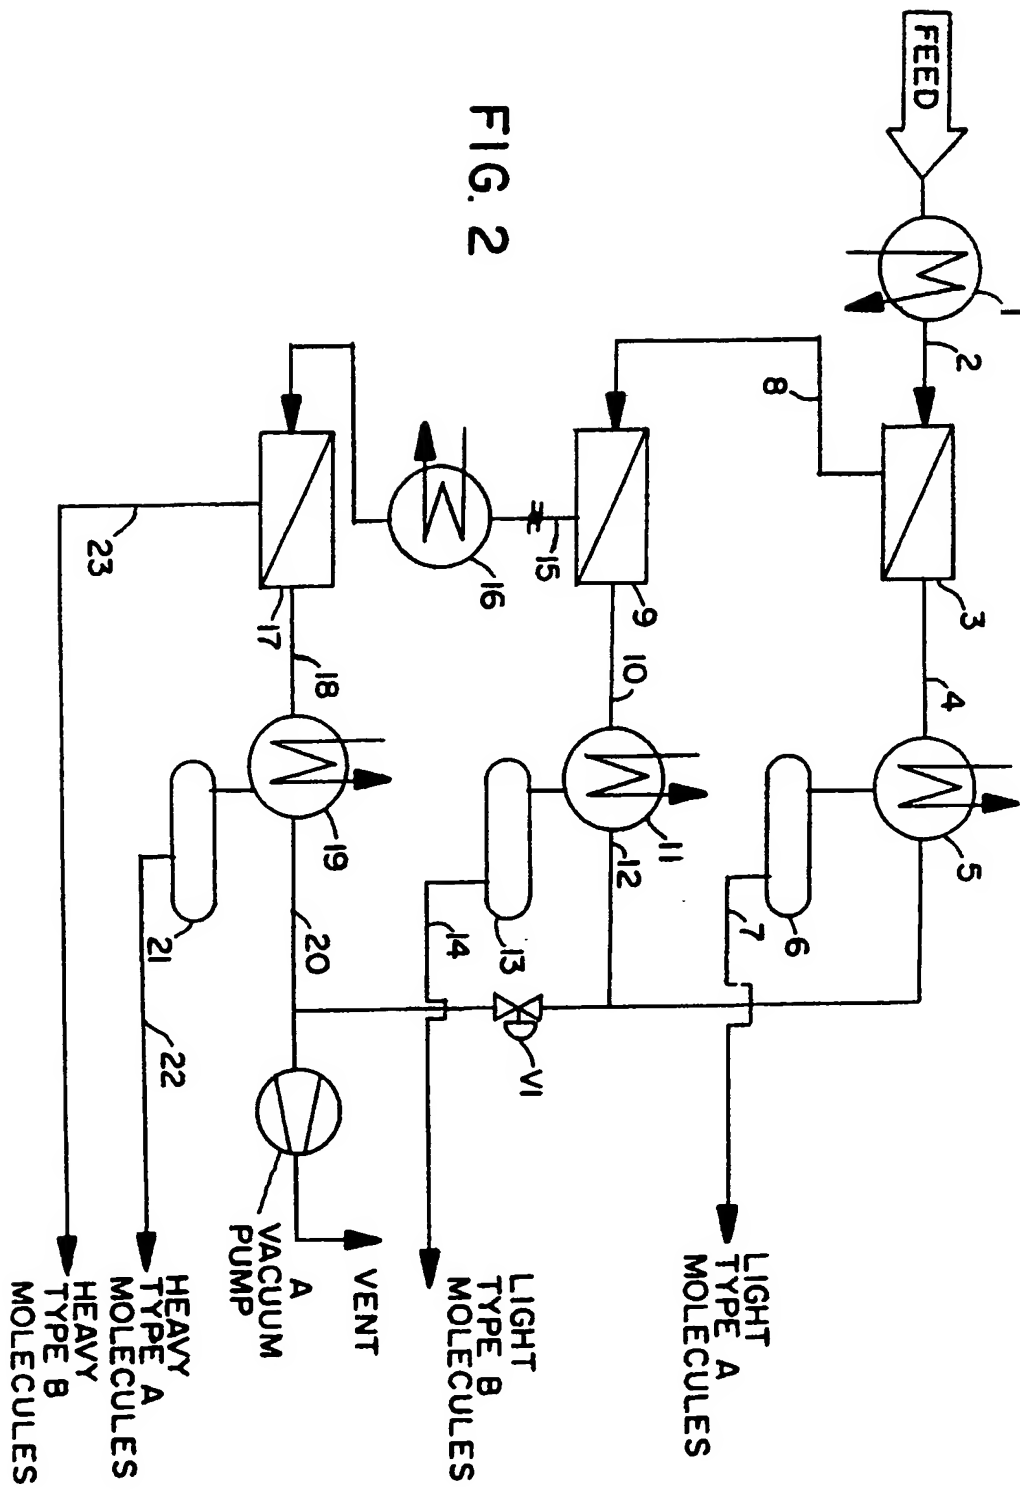 FEED
1
2
3
4
5
6
7
8
9
10
11
12
13
14
15
16
17
18
19
20
21
22
23
V1
A
VACUUM
PUMP
VENT
LIGHT
TYPE A
MOLECULES
LIGHT
TYPE B
MOLECULES
HEAVY
TYPE A
MOLECULES
HEAVY
TYPE B
MOLECULES
FIG. 2